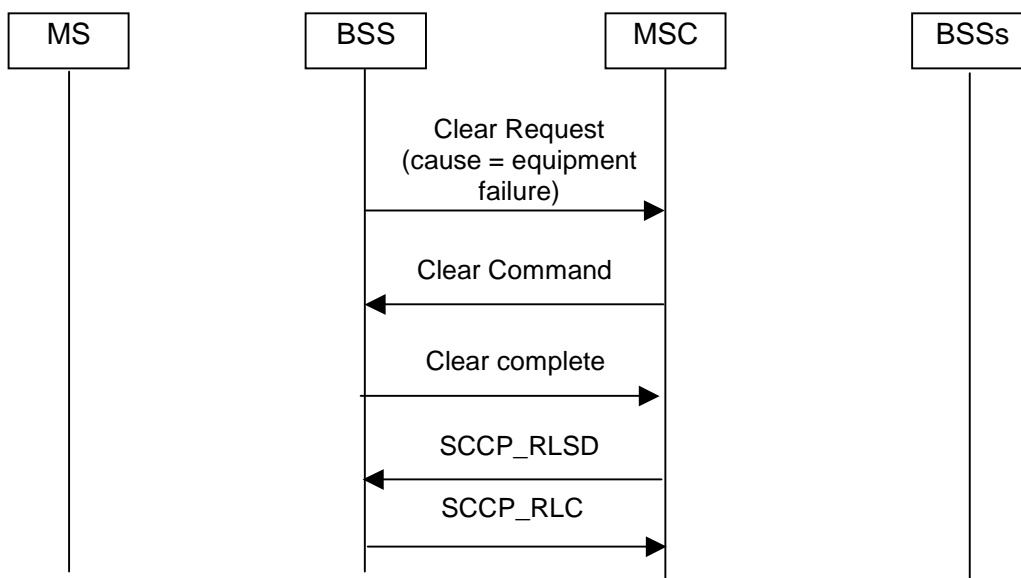 MS
BSS
MSC
BSSs
Clear Request
(cause = equipment
failure)
Clear Command
Clear complete
SCCP_RLSD
SCCP_RLC